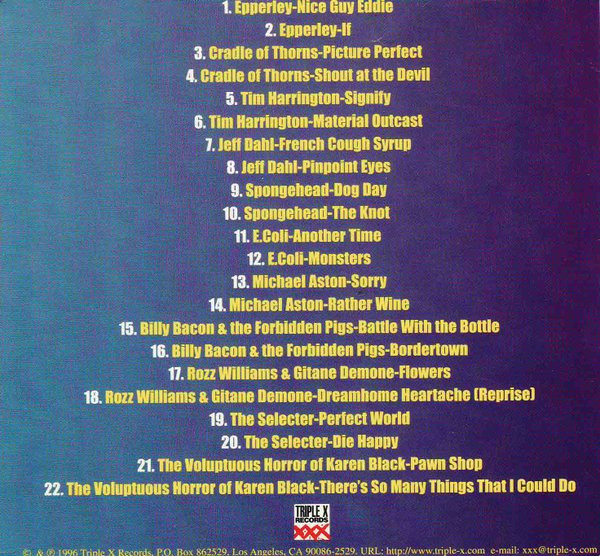 1. Epperley-Nice Guy Eddie
2. Epperley-If
3. Cradle of Thorns-Picture Perfect
4. Cradle of Thorns-Shout at the Devil
5. Tim Harrington-Signify
6. Tim Harrington-Material Outcast
7. Jeff Dahl-French Cough Syrup
8. Jeff Dahl-Pinpoint Eyes
9. Spongehead-Dog Day
10. Spongehead-The Knot
11. E.Coli-Another Time
12. E.Coli-Monsters
13. Michael Aston-Sorry
14. Michael Aston-Rather Wine
15. Billy Bacon & the Forbidden Pigs-Battle With the Bottle
16. Billy Bacon & the Forbidden Pigs-Bordertown
17. Rozz Williams & Gitane Demone-Flowers
18. Rozz Williams & Gitane Demone-Dreamhome Heartache (Reprise)
19. The Selecter-Perfect World
20. The Selecter-Die Happy
21. The Voluptuous Horror of Karen Black-Pawn Shop
22. The Voluptuous Horror of Karen Black-There's So Many Things That I Could Do
TRIPLE X
RECORDS
XXX
© & ℗ 1996 Triple X Records, P.O. Box 862529, Los Angeles, CA 90086-2529. URL: http://www.triple-x.com e-mail: xxx@triple-x.com